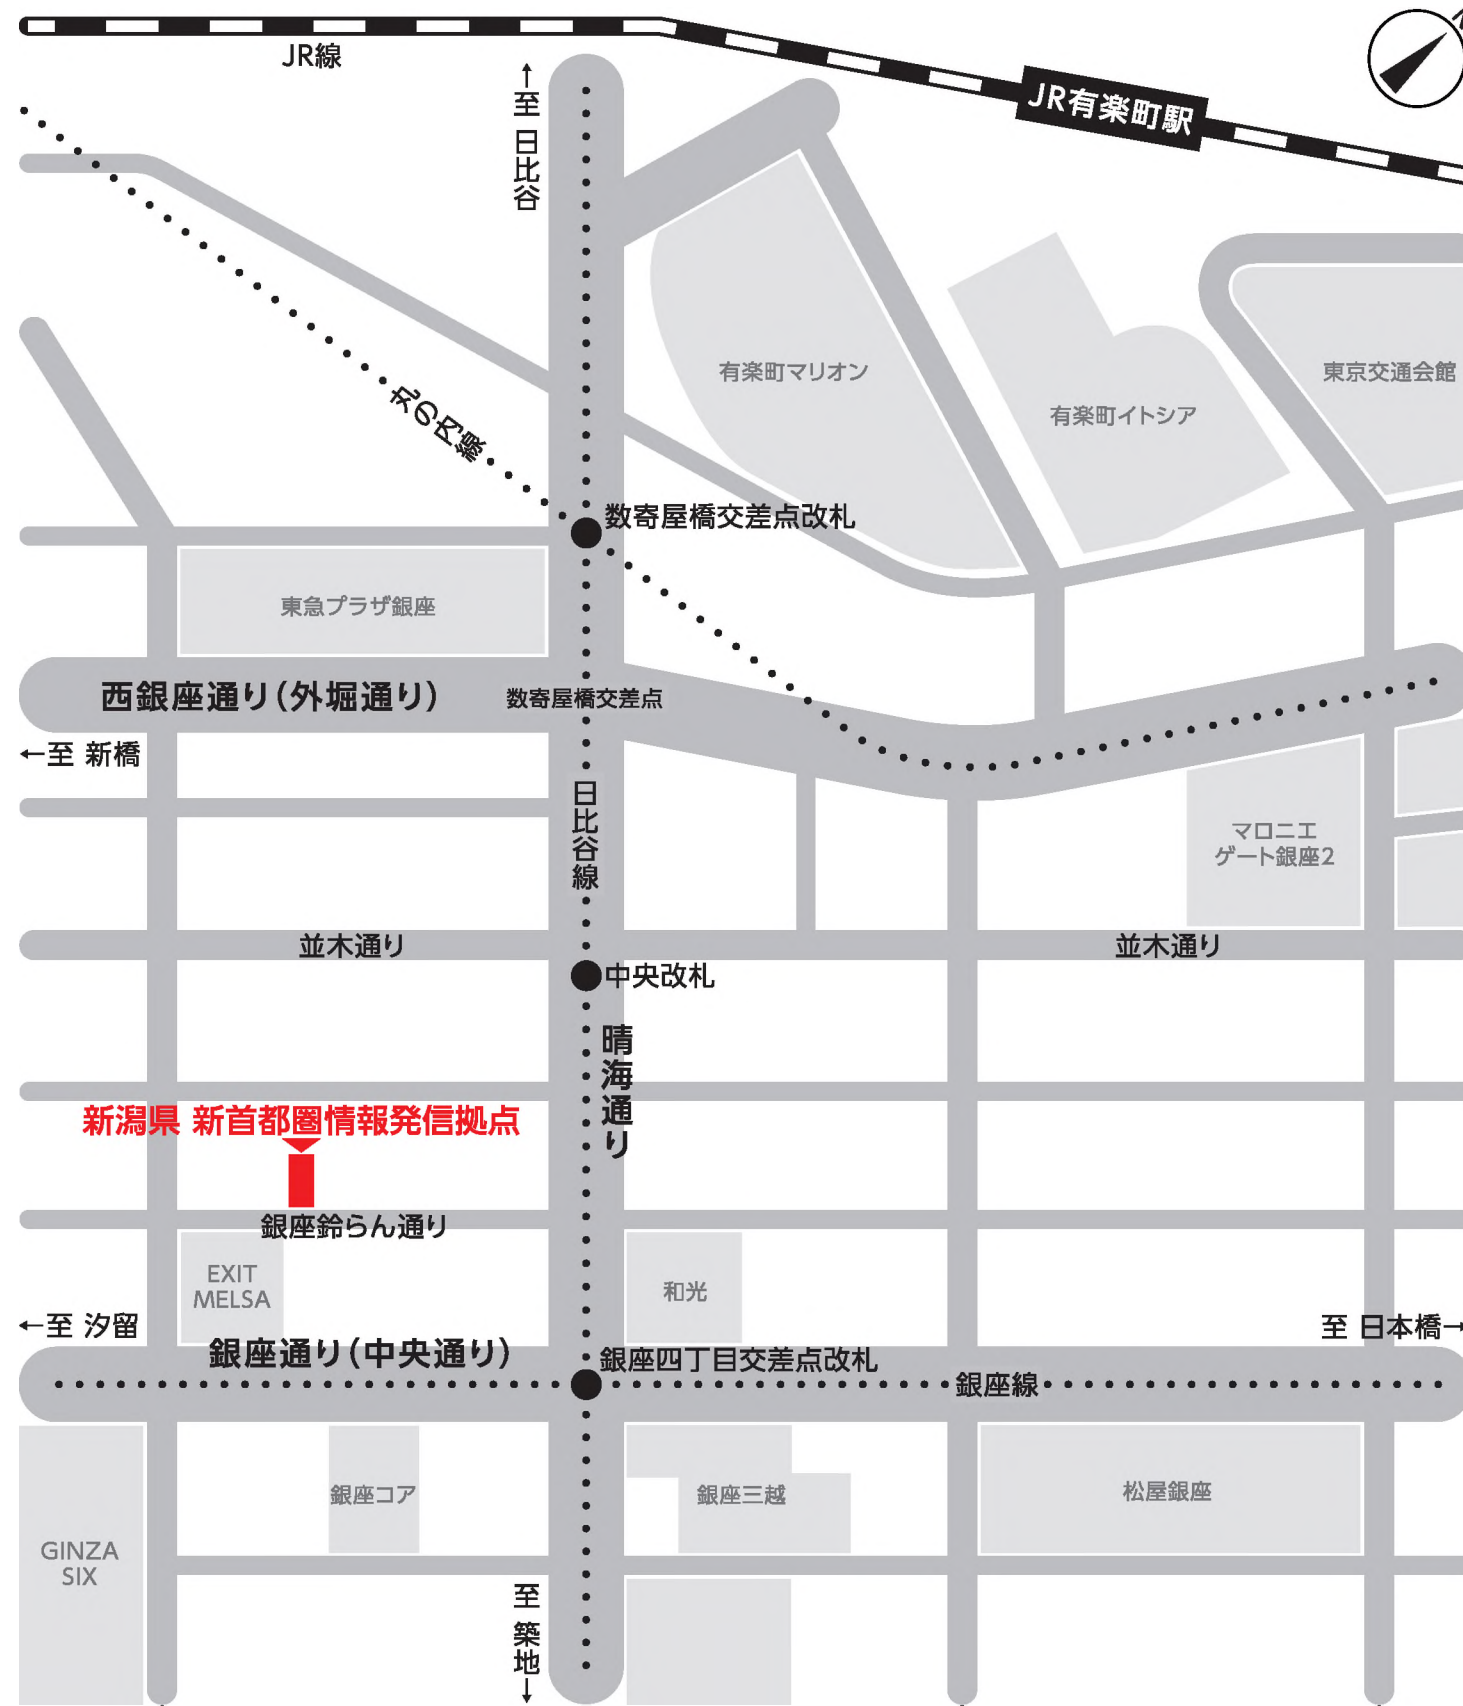 JR線
JR有楽町駅
↑至 日比谷
有楽町マリオン
有楽町イトシア
東京交通会館
丸の内線
数寄屋橋交差点改札
東急プラザ銀座
西銀座通り(外堀通り)
数寄屋橋交差点
←至 新橋
日比谷線
マロニエ
ゲート銀座2
並木通り
並木通り
中央改札
晴海通り
新潟県 新首都圏情報発信拠点
銀座鈴らん通り
EXIT
MELSA
和光
←至 汐留
至 日本橋→
銀座通り(中央通り)
銀座四丁目交差点改札
銀座線
銀座コア
銀座三越
松屋銀座
GINZA
SIX
至 築地↓